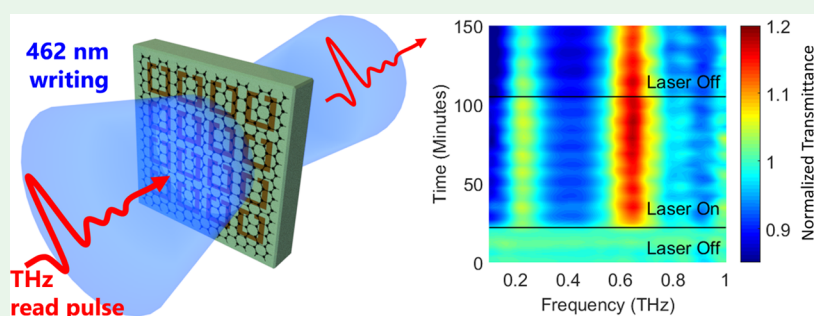 462 nm
writing
THz
read pulse
150
100
50
0
Time (Minutes)
Laser Off
Laser On
Laser Off
0.2 0.4 0.6 0.8 1
Frequency (THz)
1.2
1.1
1
0.9
Normalized Transmittance